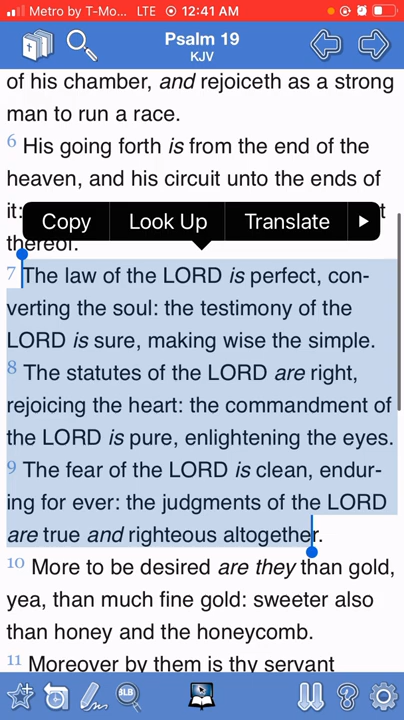 Metro by T-Mo... LTE 12:41 AM
Psalm 19
KJV
of his chamber, and rejoiceth as a strong
man to run a race.
6 His going forth is from the end of the
heaven, and his circuit unto the ends of
it:
Copy Look Up Translate
thereof.
7 The law of the LORD is perfect, con-
verting the soul: the testimony of the
LORD is sure, making wise the simple.
8 The statutes of the LORD are right,
rejoicing the heart: the commandment of
the LORD is pure, enlightening the eyes.
9 The fear of the LORD is clean, endur-
ing for ever: the judgments of the LORD
are true and righteous altogether.
10 More to be desired are they than gold,
yea, than much fine gold: sweeter also
than honey and the honeycomb.
11 Moreover by them is thy servant
BLB